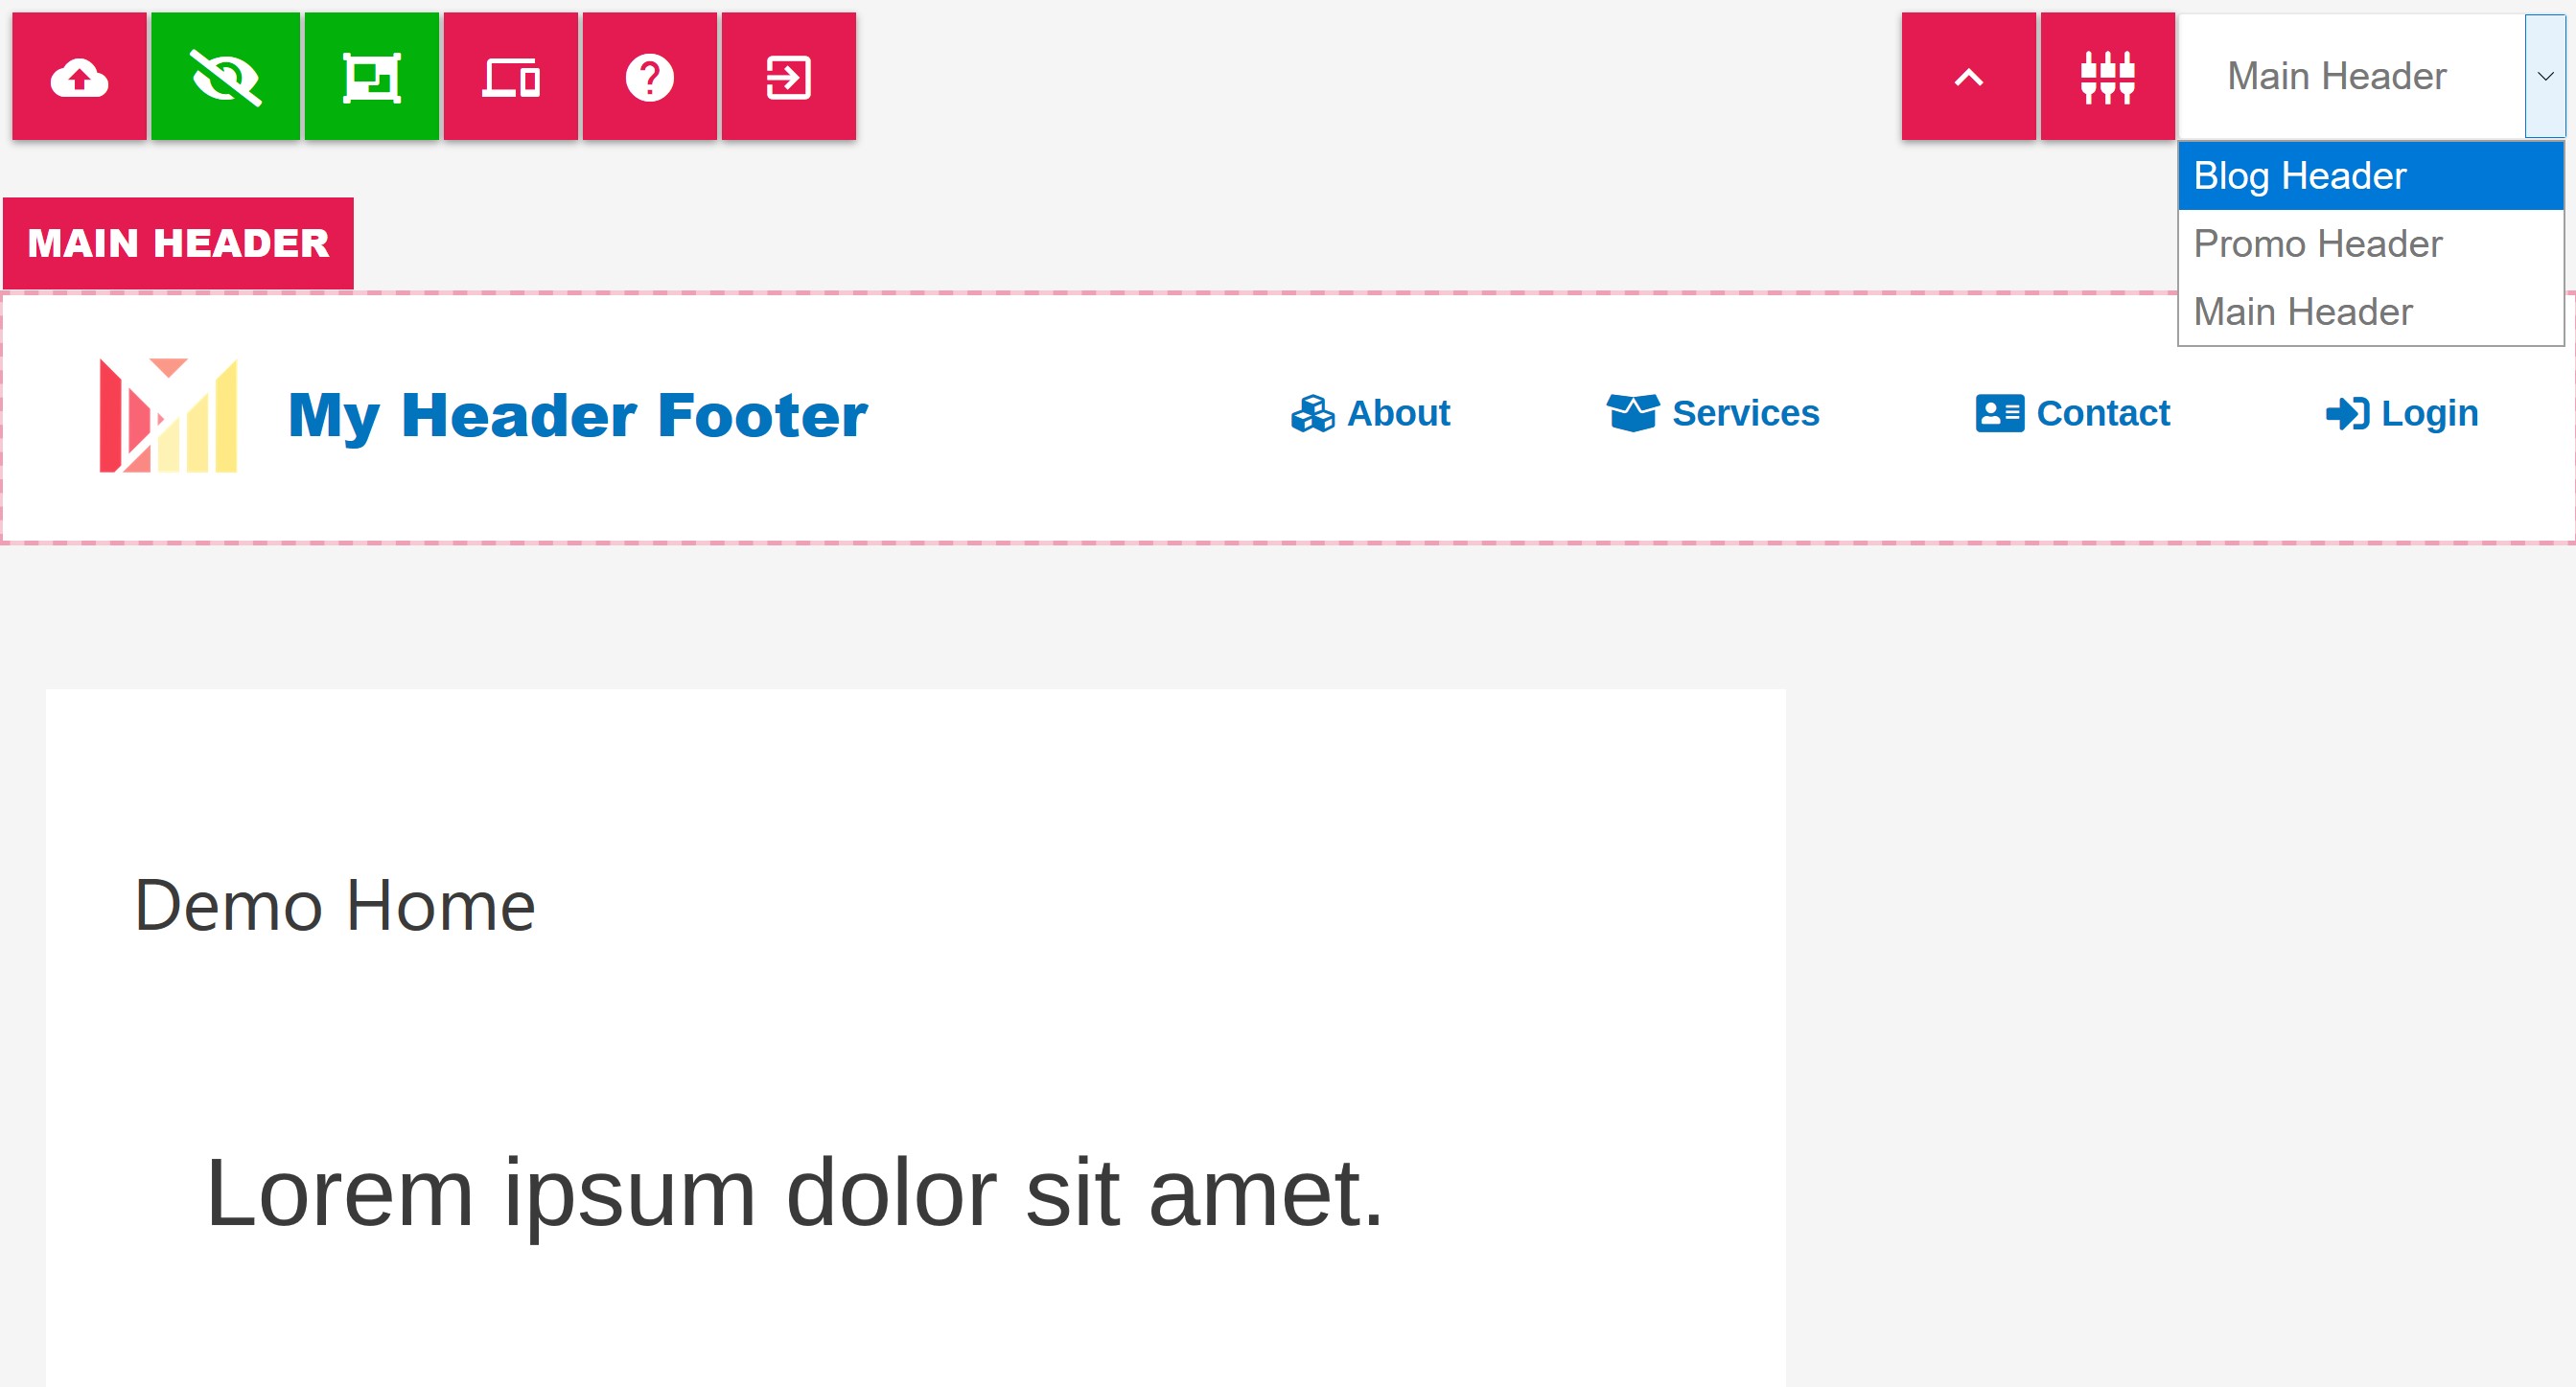 Main Header
Blog Header
Promo Header
Main Header
MAIN HEADER
My Header Footer
About
Services
Contact
Login
Demo Home
Lorem ipsum dolor sit amet.